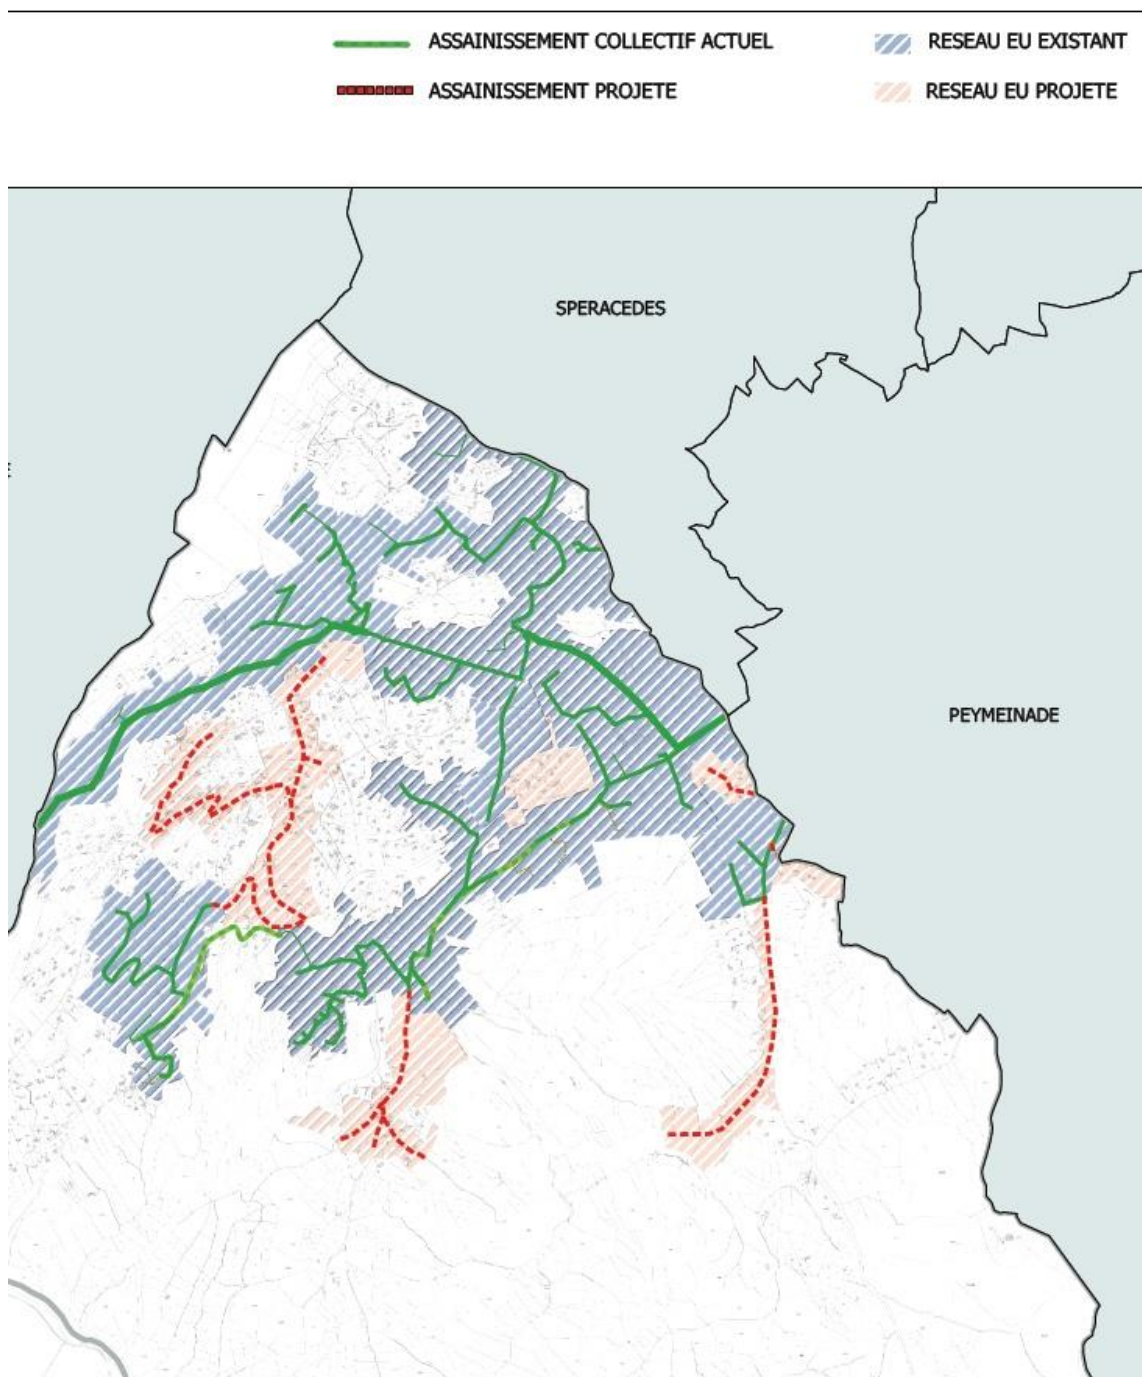 ASSAINISSEMENT COLLECTIF ACTUEL
RESEAU EU EXISTANT
ASSAINISSEMENT PROJETE
RESEAU EU PROJETE
SPERACEDES
PEYMEINADE